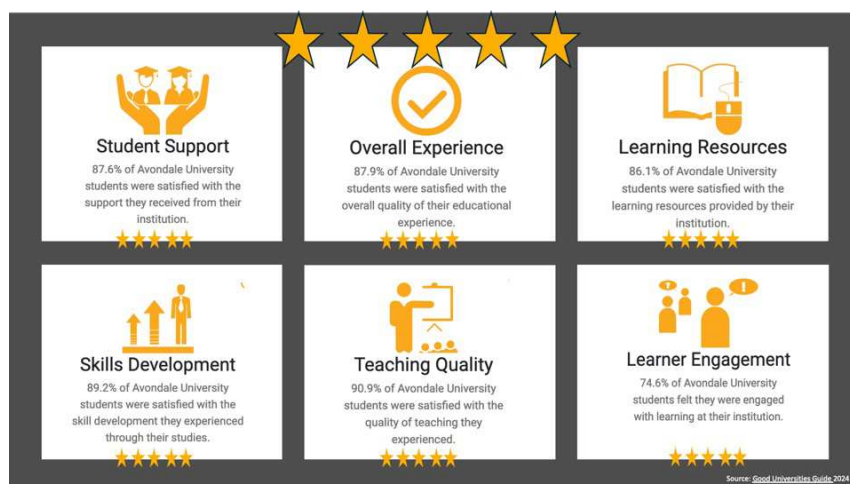 Student Support
87.6% of Avondale University
students were satisfied with the
support they received from their
institution.
Overall Experience
87.9% of Avondale University
students were satisfied with the
overall quality of their educational
experience.
Learning Resources
86.1% of Avondale University
students were satisfied with the
learning resources provided by their
institution.
Skills Development
89.2% of Avondale University
students were satisfied with the
skill development they experienced
through their studies.
Teaching Quality
90.9% of Avondale University
students were satisfied with the
quality of teaching they
experienced.
Learner Engagement
74.6% of Avondale University
students felt they were engaged
with learning at their institution.
Source: Good Universities Guide 2024